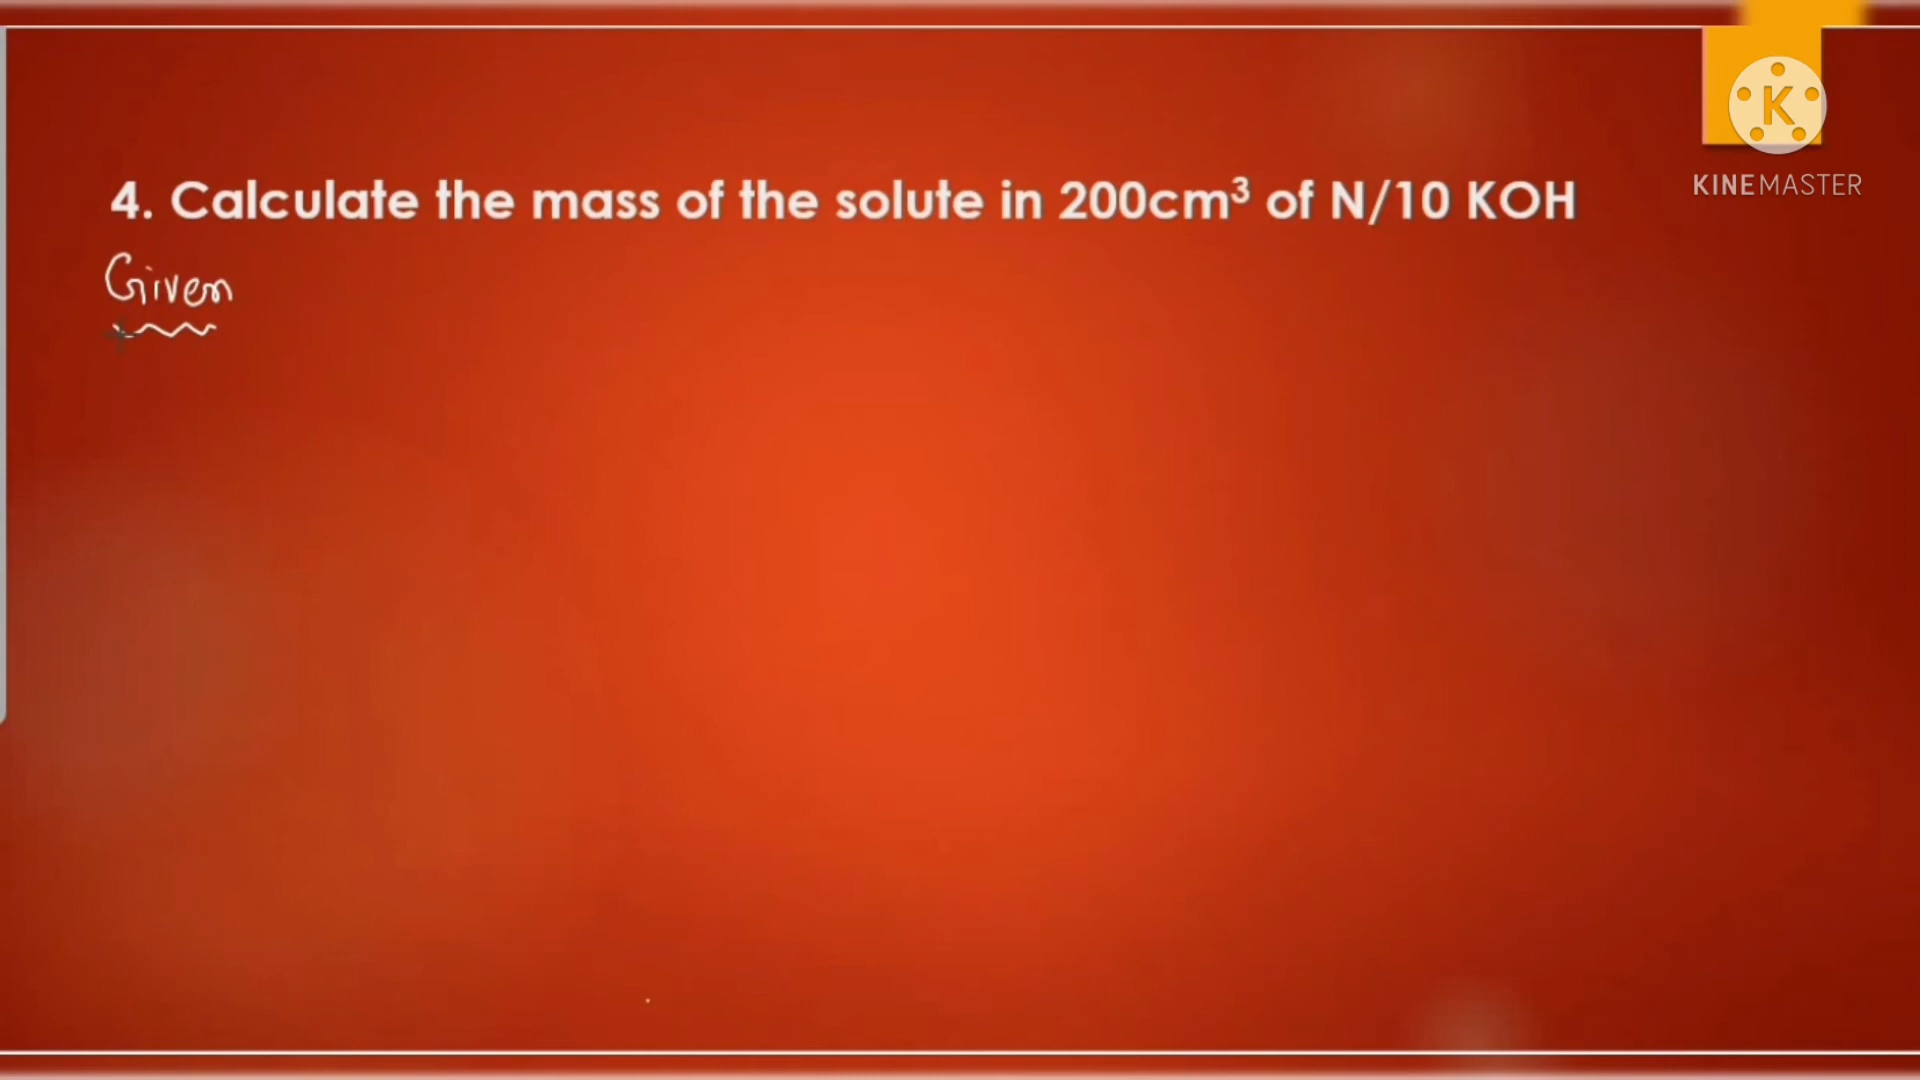 K
KINEMASTER
4. Calculate the mass of the solute in 200cm³ of N/10 KOH
Given